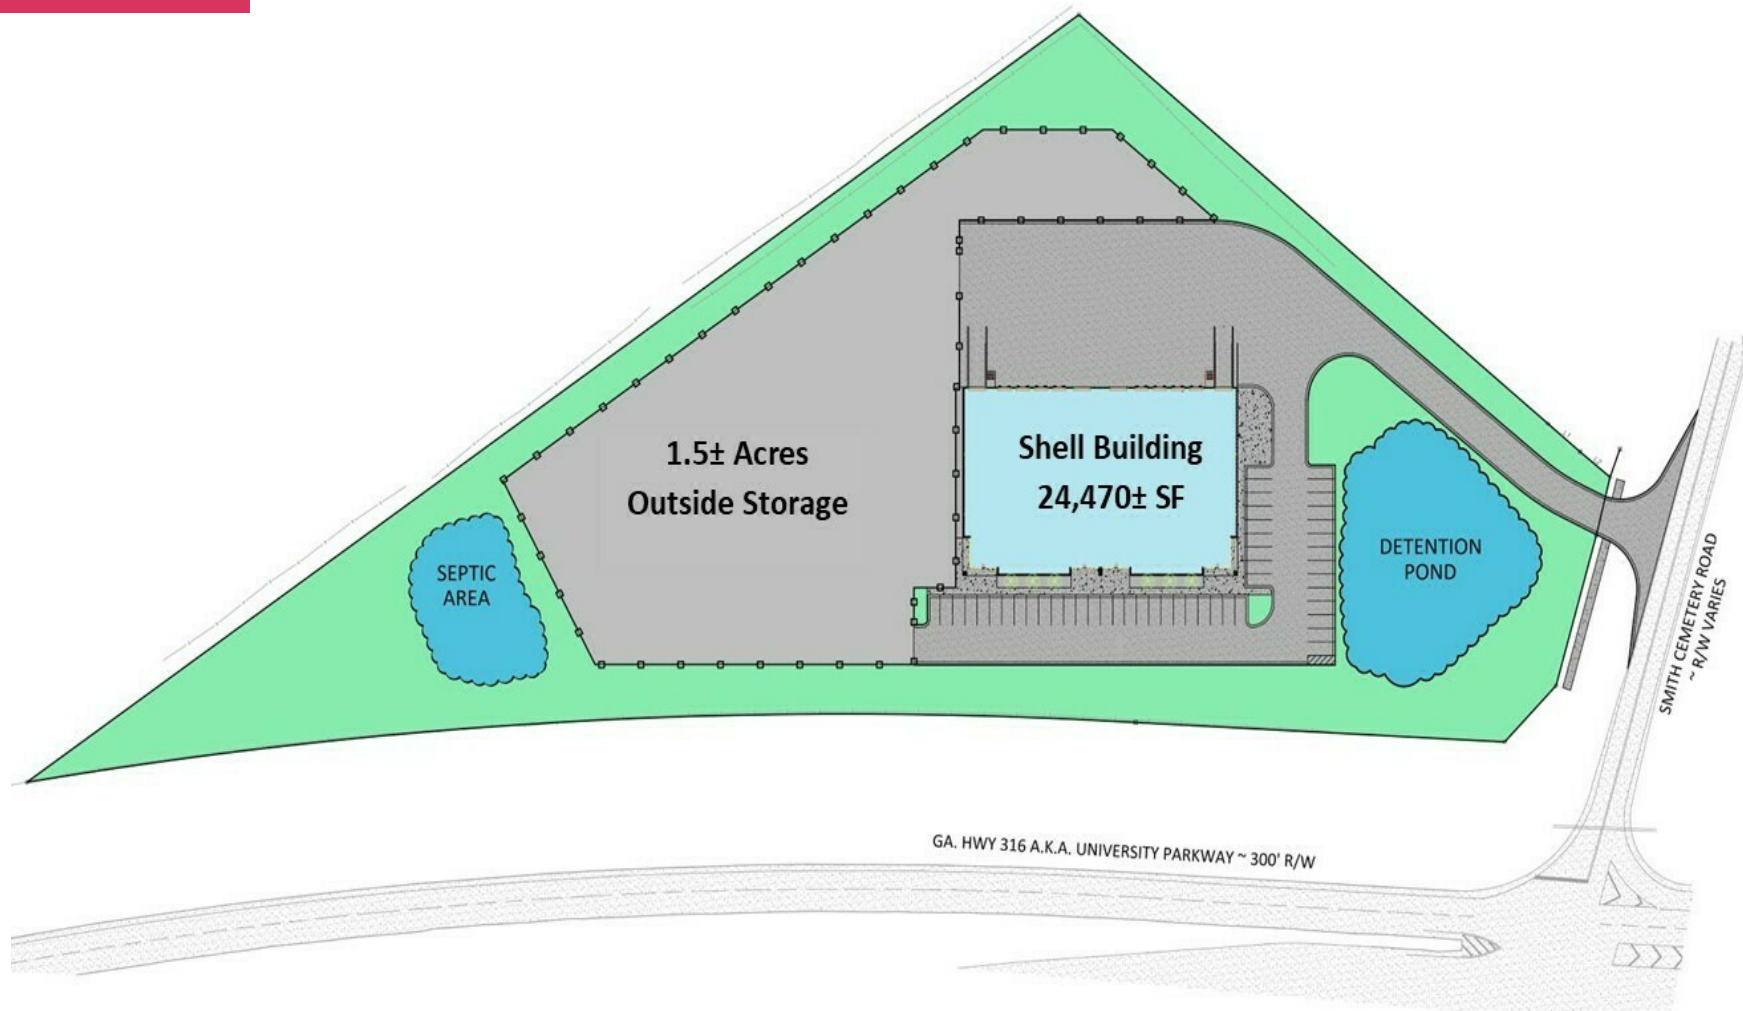 1.5± Acres
Outside Storage
Shell Building
24,470± SF
SEPTIC
AREA
DETENTION
POND
SMITH CEMETERY ROAD
~ R/W VARIES
GA. HWY 316 A.K.A. UNIVERSITY PARKWAY ~ 300' R/W